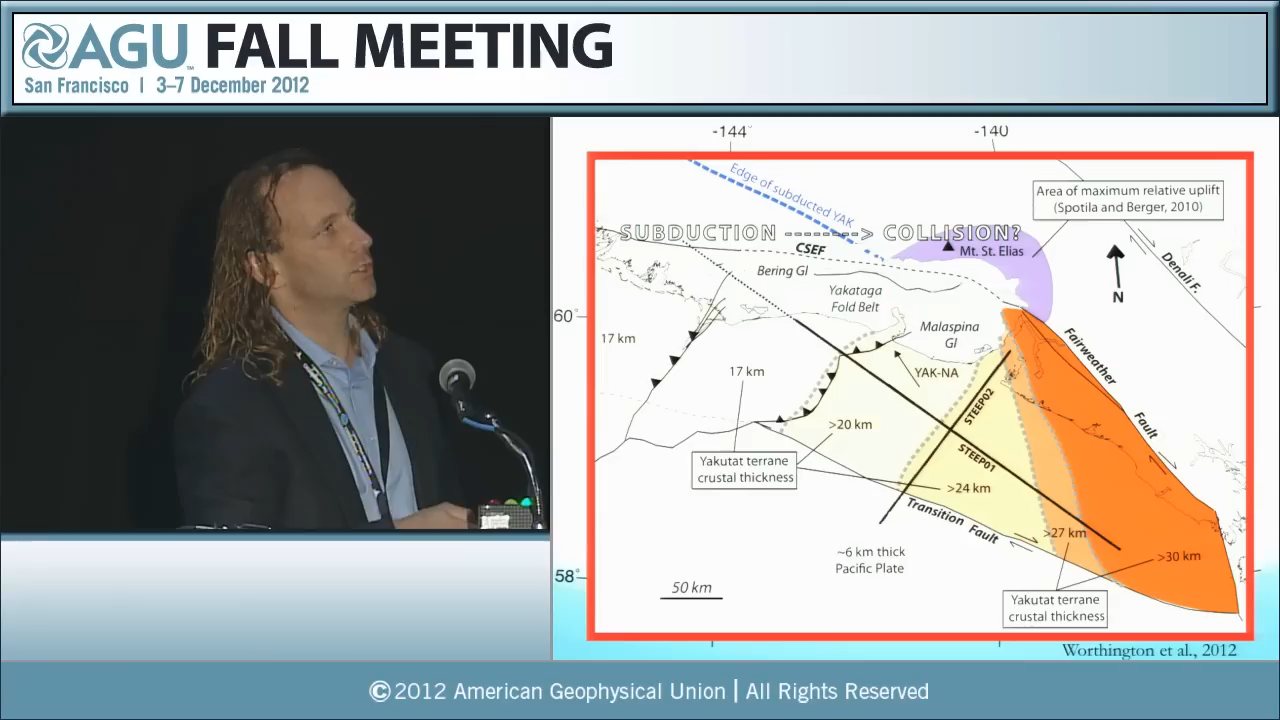 AGU FALL MEETING
San Francisco | 3–7 December 2012
-144°
-140
Edge of subducted YAK
Area of maximum relative uplift
(Spotila and Berger, 2010)
SUBDUCTION -------> COLLISION?
CSEF
Mt. St. Elias
Denali F.
Bering Gl
N
Yakataga
Fold Belt
60°
Malaspina
Gl
17 km
Fairweather
Fault
17 km
YAK-NA
STEEP02
>20 km
STEEP01
Yakutat terrane
crustal thickness
>24 km
Transition Fault
>27 km
~6 km thick
Pacific Plate
>30 km
58°
50 km
Yakutat terrane
crustal thickness
Worthington et al., 2012
©2012 American Geophysical Union | All Rights Reserved